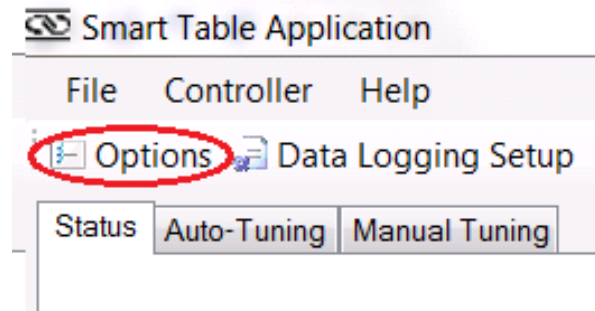 Smart Table Application
File Controller Help
Options Data Logging Setup
Status Auto-Tuning Manual Tuning